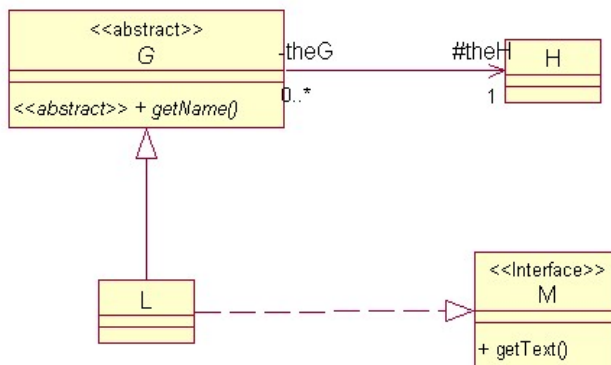 <<abstract>>
G
<<abstract>> + getName()
-theG
#theH
0..*
1
H
L
<<Interface>>
M
+ getText()